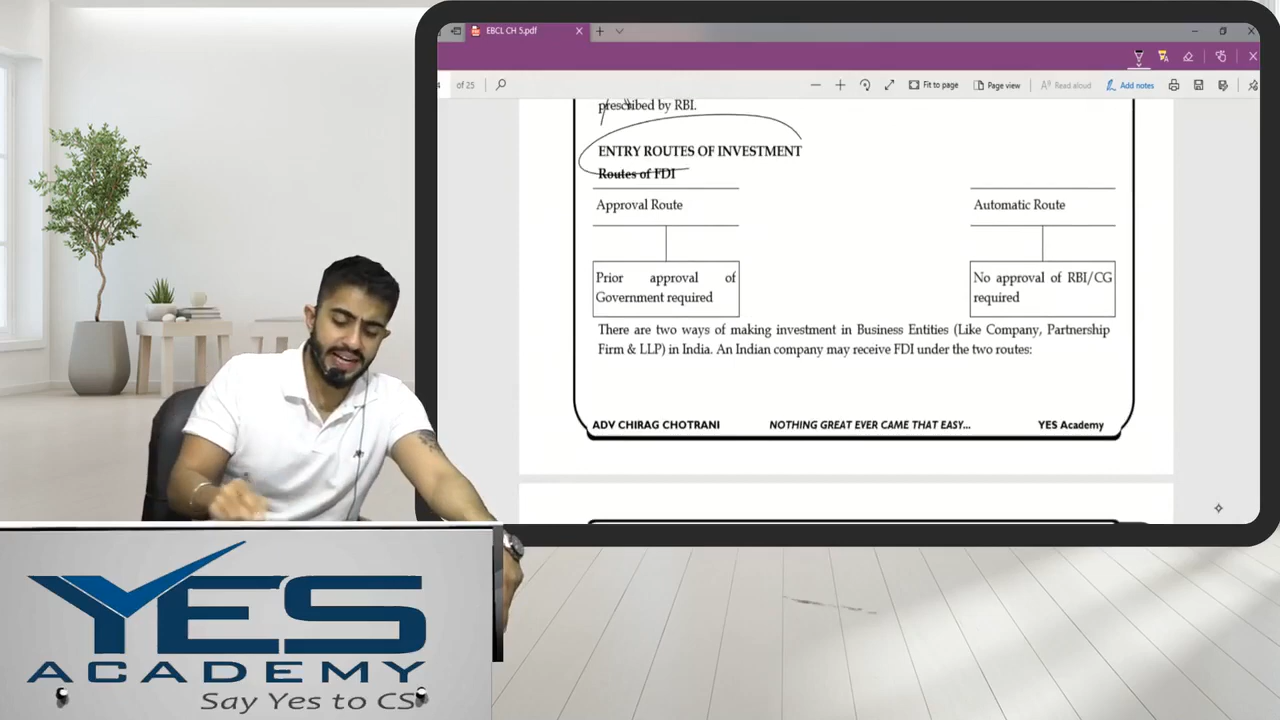 EBCL CH 5.pdf
4 of 25
Fit to page
Page view
Read aloud
Add notes
prescribed by RBI.
ENTRY ROUTES OF INVESTMENT
Routes of FDI
Approval Route
Automatic Route
Prior approval of
Government required
No approval of RBI/CG
required
There are two ways of making investment in Business Entities (Like Company, Partnership
Firm & LLP) in India. An Indian company may receive FDI under the two routes:
ADV CHIRAG CHOTRANI
NOTHING GREAT EVER CAME THAT EASY...
YES Academy
YES
ACADEMY
Say Yes to CS